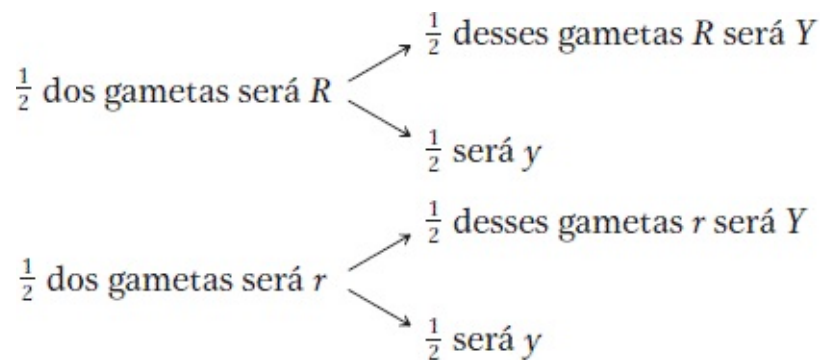 1/2 desses gametas R será Y
1/2 dos gametas será R
1/2 será y
1/2 desses gametas r será Y
1/2 dos gametas será r
1/2 será y